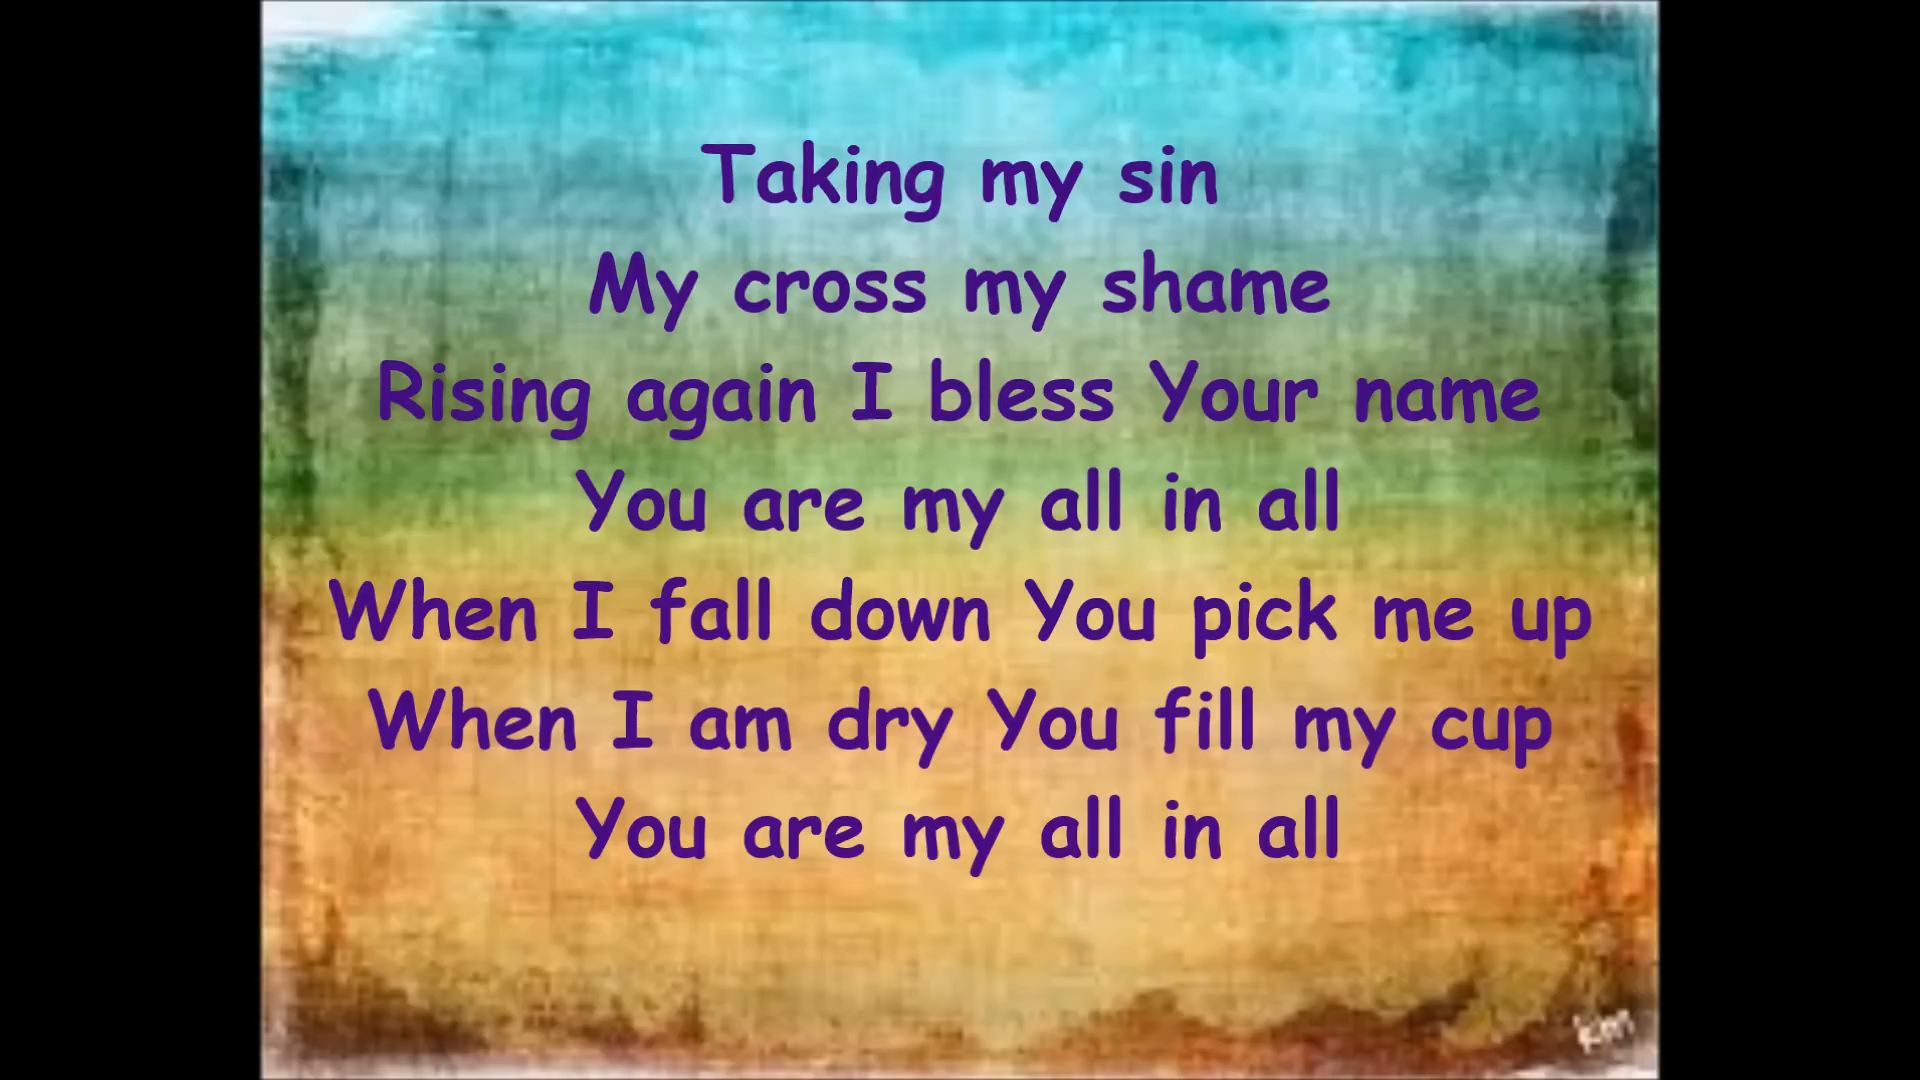 Taking my sin
My cross my shame
Rising again I bless Your name
You are my all in all
When I fall down You pick me up
When I am dry You fill my cup
You are my all in all